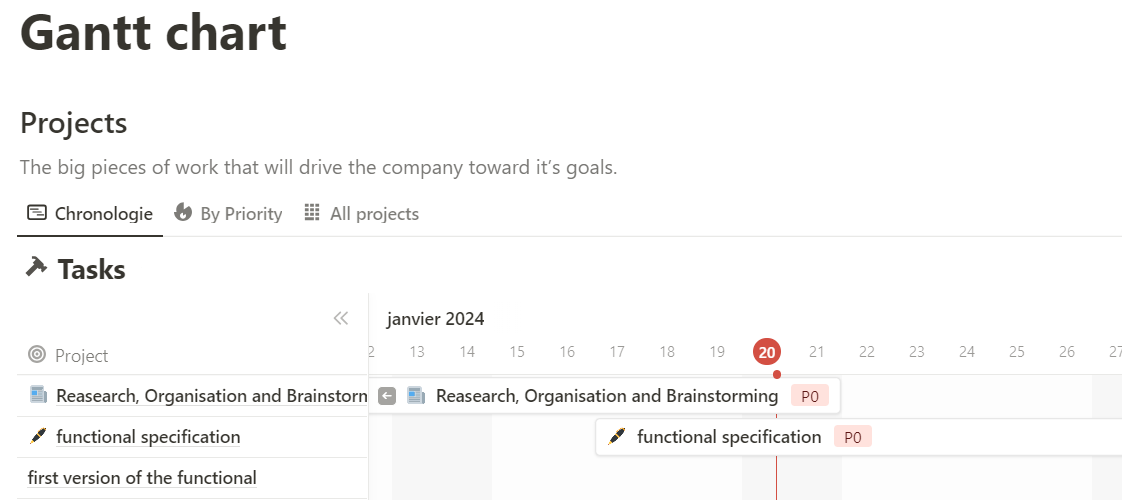 Gantt chart
Projects
The big pieces of work that will drive the company toward it's goals.
Chronologie By Priority All projects
Tasks
janvier 2024
Project 2 13 14 15 16 17 18 19 20 21 22 23 24 25 26 27
Reasearch, Organisation and Brainstorn Reasearch, Organisation and Brainstorming P0
functional specification functional specification P0
first version of the functional